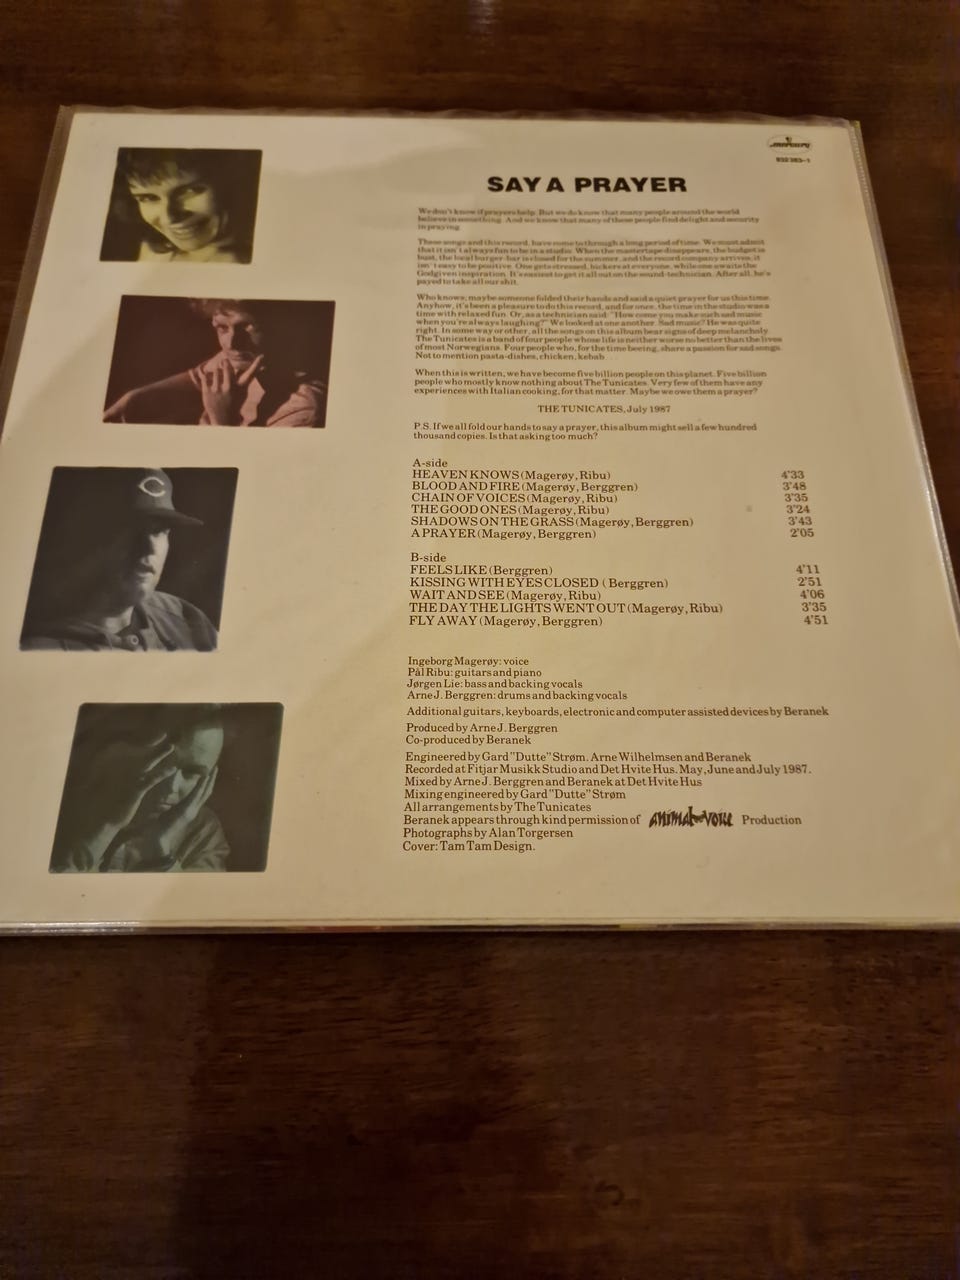 mercury
832 383-1
SAY A PRAYER
We don't know if prayers help. But we do know that many people around the world
believe in something. And we know that many of these people find delight and security
in praying.
These songs and this record, have come to through a long period of time. We must admit
that it isn't always fun to be in a studio. When the mastertape disappears, the budget is
bust, the local burger-bar is closed for the summer, and the record company arrives, it
isn't easy to be positive. One gets stressed, bickers at everyone, while one awaits the
Godgiven inspiration. It's easiest to get it all out on the sound-technician. After all, he's
payed to take all our shit.
Who knows, maybe someone folded their hands and said a quiet prayer for us this time.
Anyhow, it's been a pleasure to do this record, and for once, the time in the studio was a
time with relaxed fun. Or, as a technician said: "How come you make such sad music
when you're always laughing?" We looked at one another. Sad music? He was quite
right. In some way or other, all the songs on this album bear signs of deep melancholy.
The Tunicates is a band of four people whose life is neither worse no better than the lives
of most Norwegians. Four people who, for the time beeing, share a passion for sad songs.
Not to mention pasta-dishes, chicken, kebab...
When this is written, we have become five billion people on this planet. Five billion
people who mostly know nothing about The Tunicates. Very few of them have any
experiences with Italian cooking, for that matter. Maybe we owe them a prayer?
THE TUNICATES, July 1987
P.S. If we all fold our hands to say a prayer, this album might sell a few hundred
thousand copies. Is that asking too much?
A-side
HEAVEN KNOWS (Magerøy, Ribu) 4'33
BLOOD AND FIRE (Magerøy, Berggren) 3'48
CHAIN OF VOICES (Magerøy, Ribu) 3'35
THE GOOD ONES (Magerøy, Ribu) 3'24
SHADOWS ON THE GRASS (Magerøy, Berggren) 3'43
A PRAYER (Magerøy, Berggren) 2'05
B-side
FEELS LIKE (Berggren) 4'11
KISSING WITH EYES CLOSED ( Berggren) 2'51
WAIT AND SEE (Magerøy, Ribu) 4'06
THE DAY THE LIGHTS WENT OUT (Magerøy, Ribu) 3'35
FLY AWAY (Magerøy, Berggren) 4'51
Ingeborg Magerøy: voice
Pål Ribu: guitars and piano
Jørgen Lie: bass and backing vocals
Arne J. Berggren: drums and backing vocals
Additional guitars, keyboards, electronic and computer assisted devices by Beranek
Produced by Arne J. Berggren
Co-produced by Beranek
Engineered by Gard "Dutte" Strøm. Arne Wilhelmsen and Beranek
Recorded at Fitjar Musikk Studio and Det Hvite Hus. May, June and July 1987.
Mixed by Arne J. Berggren and Beranek at Det Hvite Hus
Mixing engineered by Gard "Dutte" Strøm
All arrangements by The Tunicates
Beranek appears through kind permission of animal voice Production
Photographs by Alan Torgersen
Cover: Tam Tam Design.
C